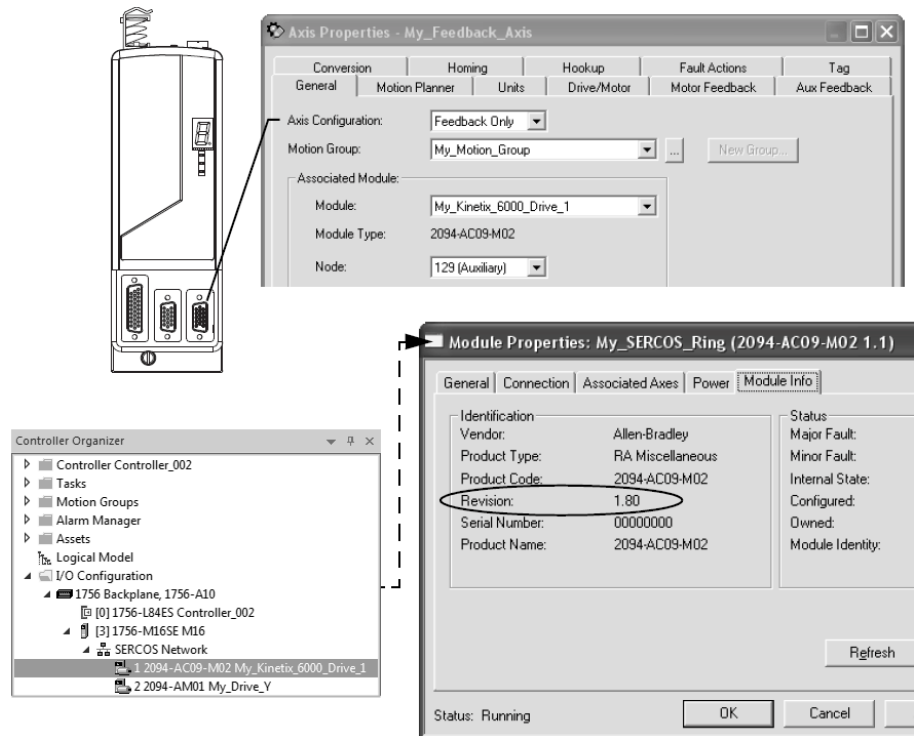 Axis Properties - My_Feedback_Axis
Conversion Homing Hookup Fault Actions Tag
General Motion Planner Units Drive/Motor Motor Feedback Aux Feedback
Axis Configuration: Feedback Only
Motion Group: My_Motion_Group ... New Group...
Associated Module:
Module: My_Kinetix_6000_Drive_1
Module Type: 2094-AC09-M02
Node: 129 (Auxiliary)
Module Properties: My_SERCOS_Ring (2094-AC09-M02 1.1)
General Connection Associated Axes Power Module Info
Identification Status
Vendor: Allen-Bradley Major Fault:
Product Type: RA Miscellaneous Minor Fault:
Product Code: 2094-AC09-M02 Internal State:
Revision: 1.80 Configured:
Serial Number: 00000000 Owned:
Product Name: 2094-AC09-M02 Module Identity:
Refresh
Status: Running OK Cancel
Controller Organizer
Controller Controller_002
Tasks
Motion Groups
Alarm Manager
Assets
Logical Model
I/O Configuration
1756 Backplane, 1756-A10
[0] 1756-L84ES Controller_002
[3] 1756-M16SE M16
SERCOS Network
1 2094-AC09-M02 My_Kinetix_6000_Drive_1
2 2094-AM01 My_Drive_Y